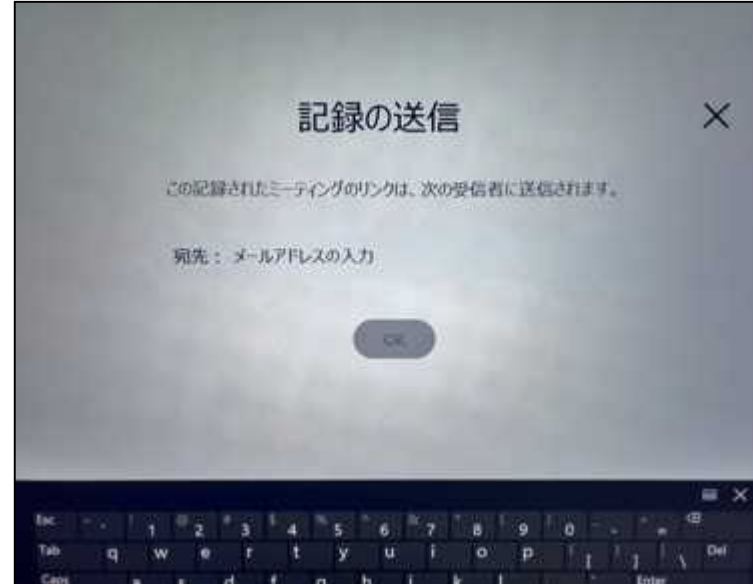 記録の送信
この記録されたミーティングのリンクは、次の受信者に送信されます。
宛先： メールアドレスの入力
OK
Esc 1 2 3 4 5 6 7 8 9 0
Tab q w e r t y u i o p [ ] \ Del
Caps a s d f g h j k l Enter